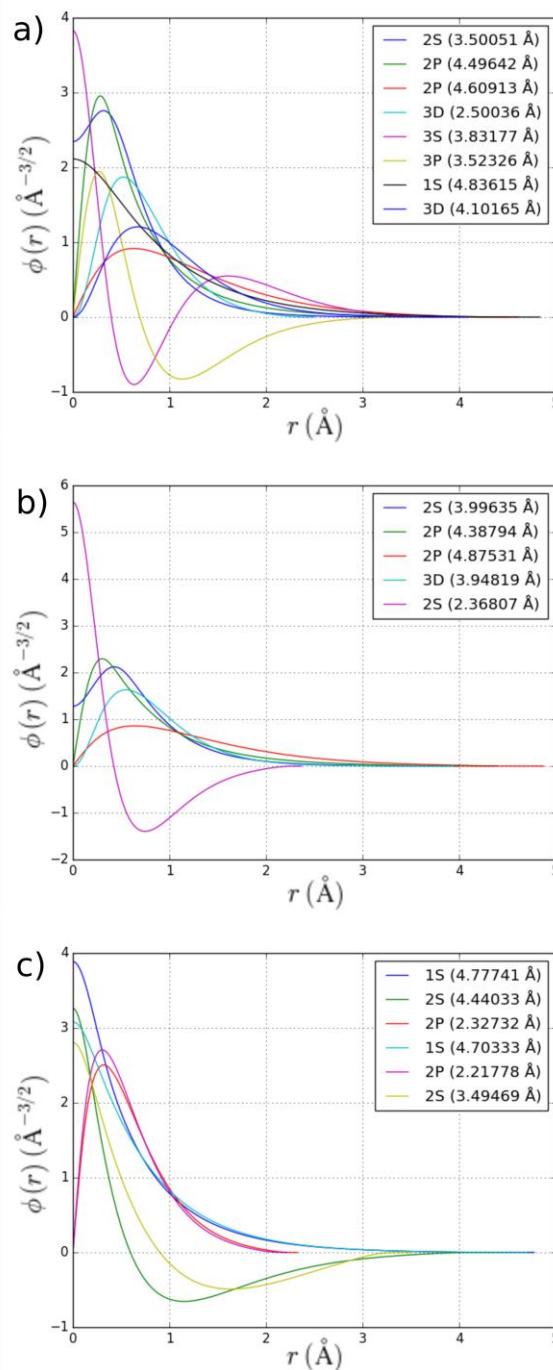 a)
4
3
2
1
0
−1
0
1
2
3
4
5
ϕ(r) (Å−3/2)
r (Å)
2S (3.50051 Å)
2P (4.49642 Å)
2P (4.60913 Å)
3D (2.50036 Å)
3S (3.83177 Å)
3P (3.52326 Å)
1S (4.83615 Å)
3D (4.10165 Å)
b)
6
5
4
3
2
1
0
−1
−2
0
1
2
3
4
5
ϕ(r) (Å−3/2)
r (Å)
2S (3.99635 Å)
2P (4.38794 Å)
2P (4.87531 Å)
3D (3.94819 Å)
2S (2.36807 Å)
c)
4
3
2
1
0
−1
0
1
2
3
4
5
ϕ(r) (Å−3/2)
r (Å)
1S (4.77741 Å)
2S (4.44033 Å)
2P (2.32732 Å)
1S (4.70333 Å)
2P (2.21778 Å)
2S (3.49469 Å)